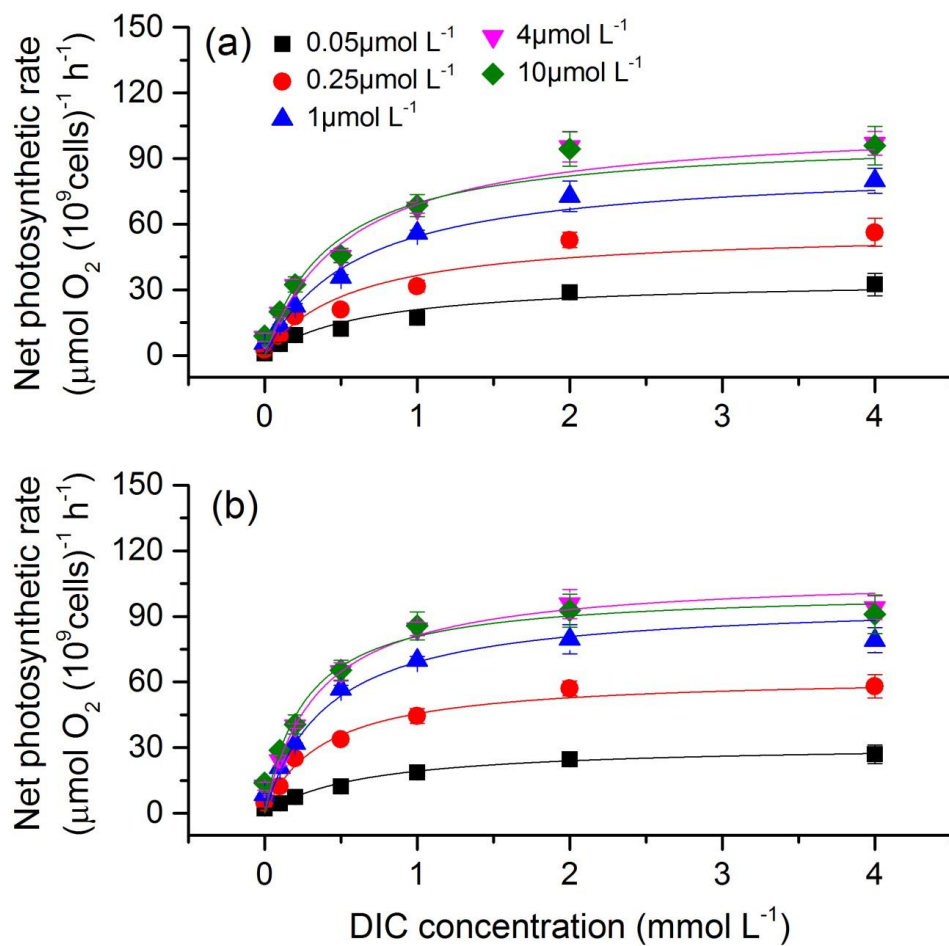 (a)
0.05µmol L⁻¹
4µmol L⁻¹
0.25µmol L⁻¹
10µmol L⁻¹
1µmol L⁻¹
Net photosynthetic rate
(µmol O₂ (10⁹cells)⁻¹ h⁻¹)
150
120
90
60
30
0
0
1
2
3
4
(b)
Net photosynthetic rate
(µmol O₂ (10⁹cells)⁻¹ h⁻¹)
150
120
90
60
30
0
0
1
2
3
4
DIC concentration (mmol L⁻¹)